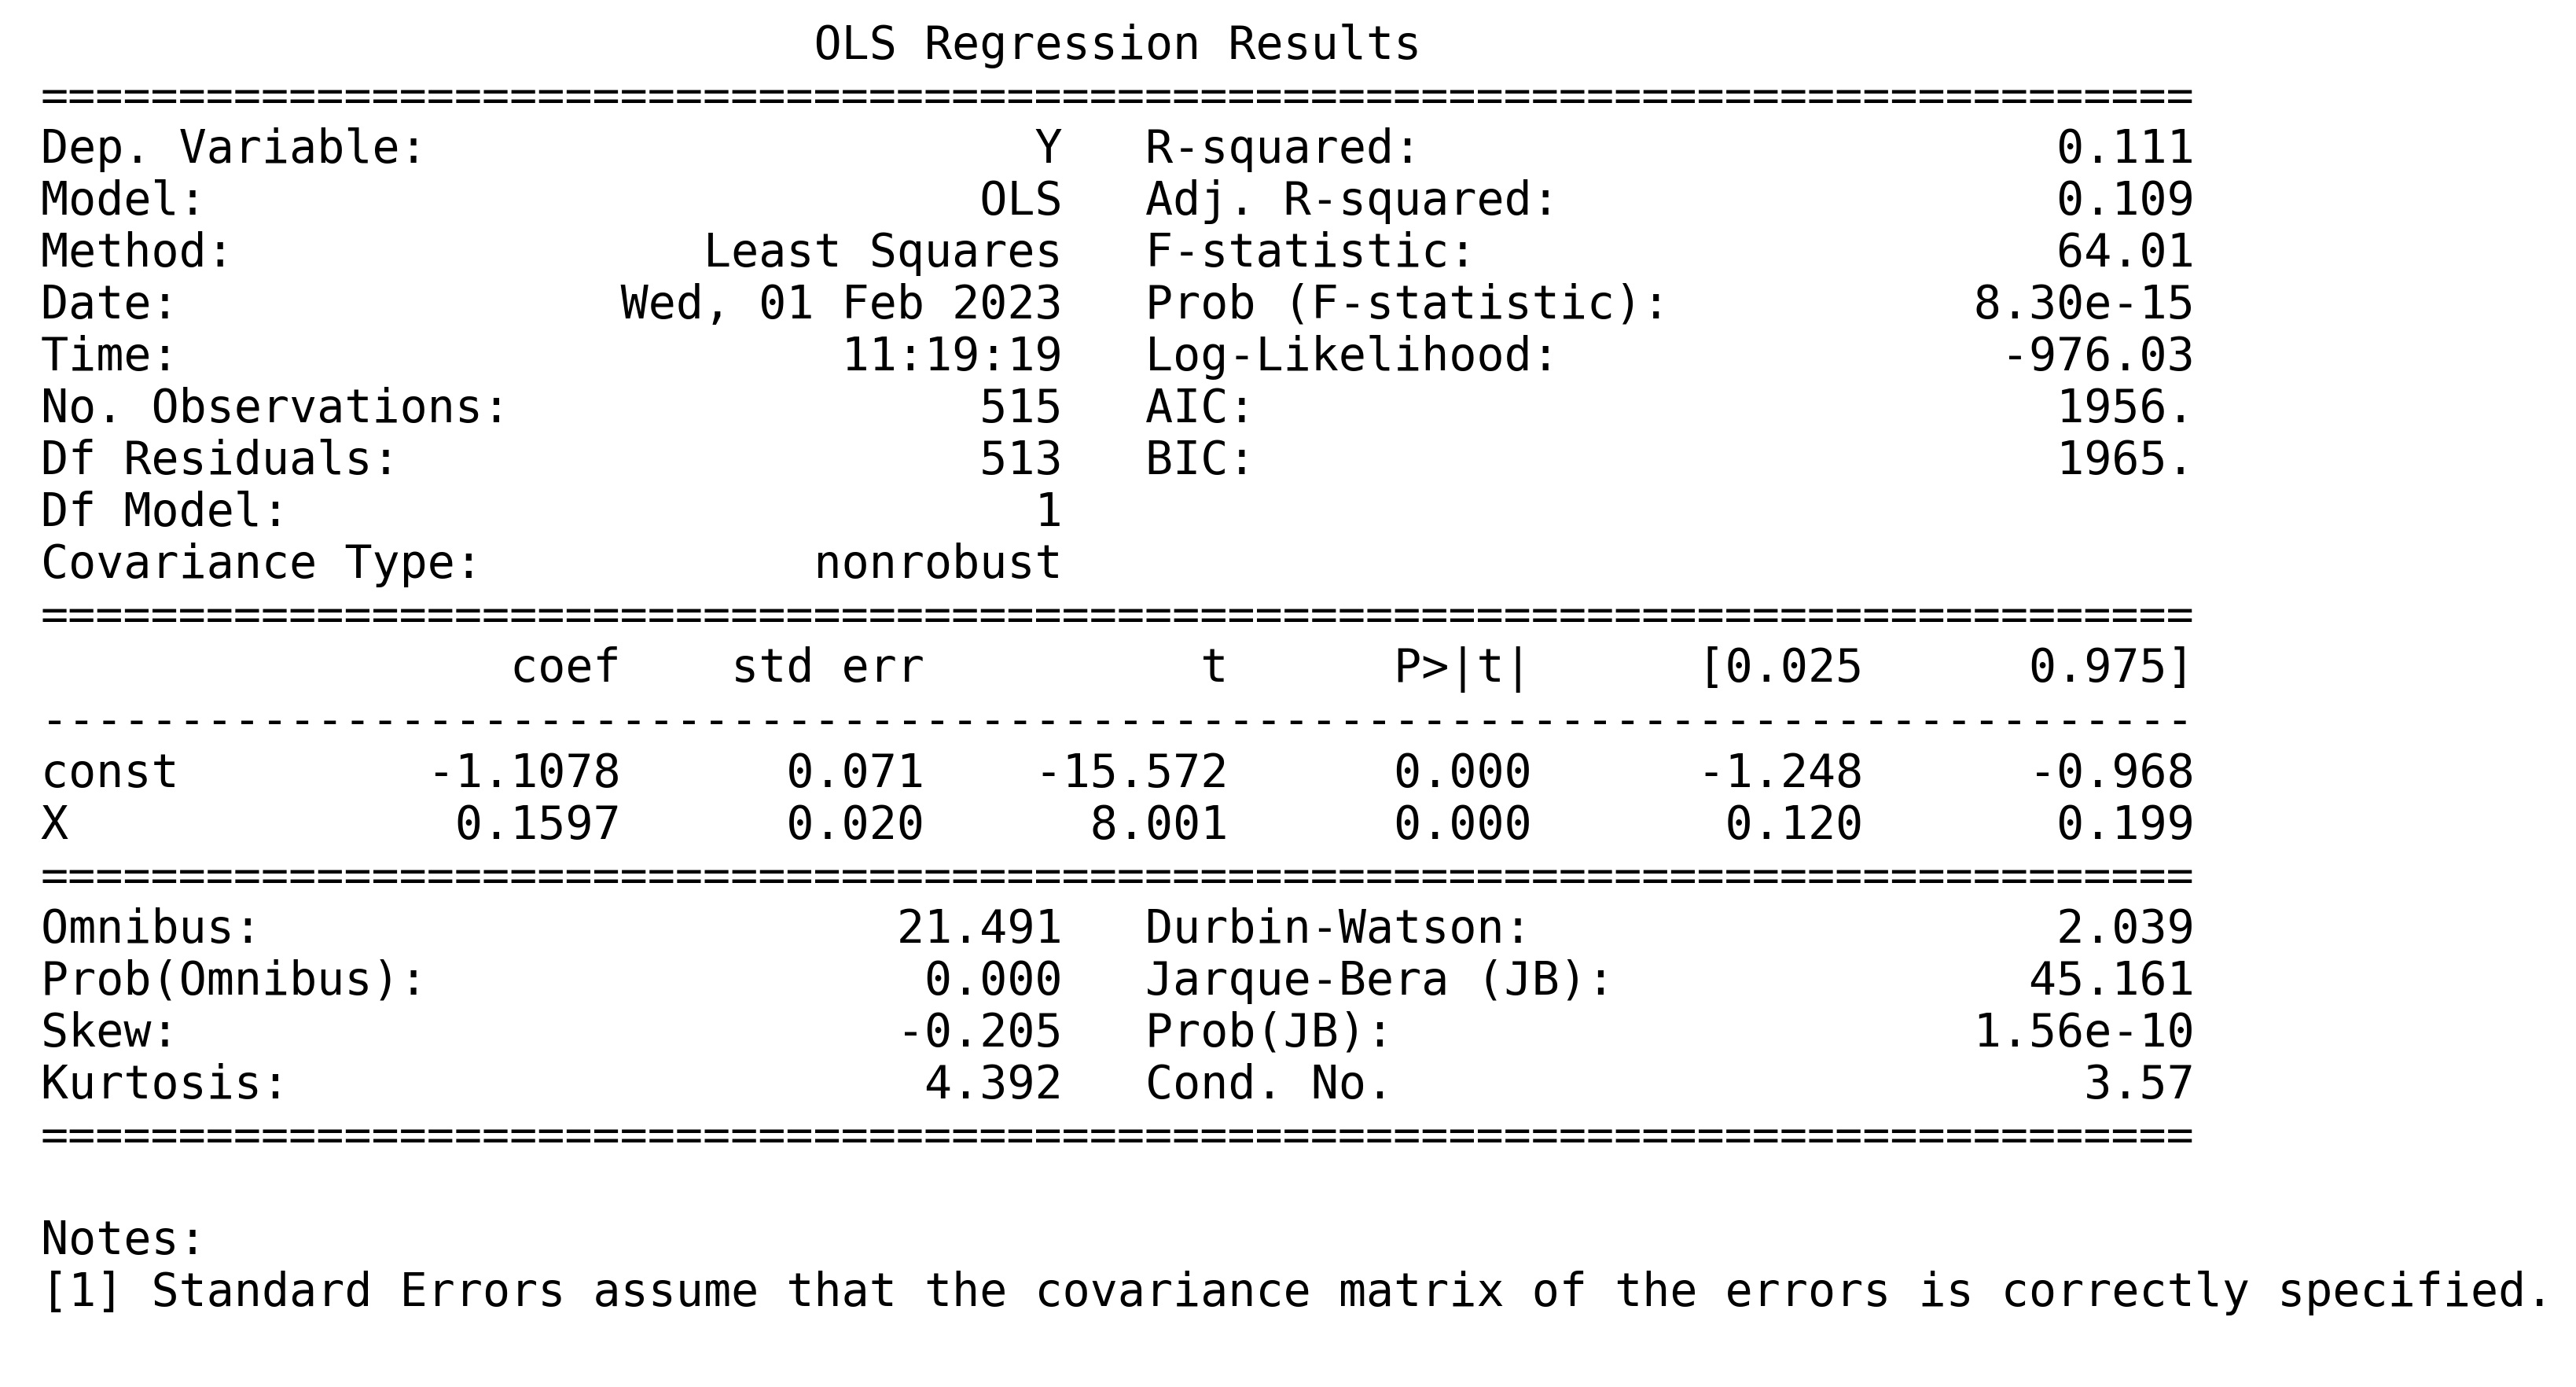 OLS Regression Results
==============================================================================
Dep. Variable:                      Y   R-squared:                       0.111
Model:                            OLS   Adj. R-squared:                  0.109
Method:                 Least Squares   F-statistic:                     64.01
Date:                Wed, 01 Feb 2023   Prob (F-statistic):           8.30e-15
Time:                        11:19:19   Log-Likelihood:                -976.03
No. Observations:                 515   AIC:                             1956.
Df Residuals:                     513   BIC:                             1965.
Df Model:                           1
Covariance Type:            nonrobust
==============================================================================
                 coef    std err          t      P>|t|      [0.025      0.975]
------------------------------------------------------------------------------
const         -1.1078      0.071    -15.572      0.000      -1.248      -0.968
X              0.1597      0.020      8.001      0.000       0.120       0.199
==============================================================================
Omnibus:                       21.491   Durbin-Watson:                   2.039
Prob(Omnibus):                  0.000   Jarque-Bera (JB):               45.161
Skew:                          -0.205   Prob(JB):                     1.56e-10
Kurtosis:                       4.392   Cond. No.                         3.57
==============================================================================

Notes:
[1] Standard Errors assume that the covariance matrix of the errors is correctly specified.